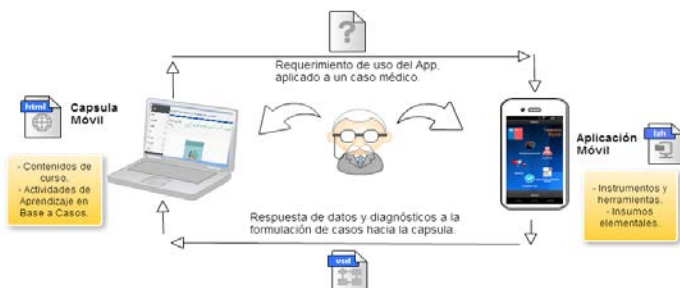 ?
Requerimiento de uso del App,
aplicado a un caso médico.
html
Capsula
Móvil
- Contenidos de
curso.
- Actividades de
Aprendizaje en
Base a Casos.
Aplicación
Móvil
lzh
- Instrumentos y
herramientas.
- Insumos
elementales.
Respuesta de datos y diagnósticos a la
formulación de casos hacia la capsula.
vsd